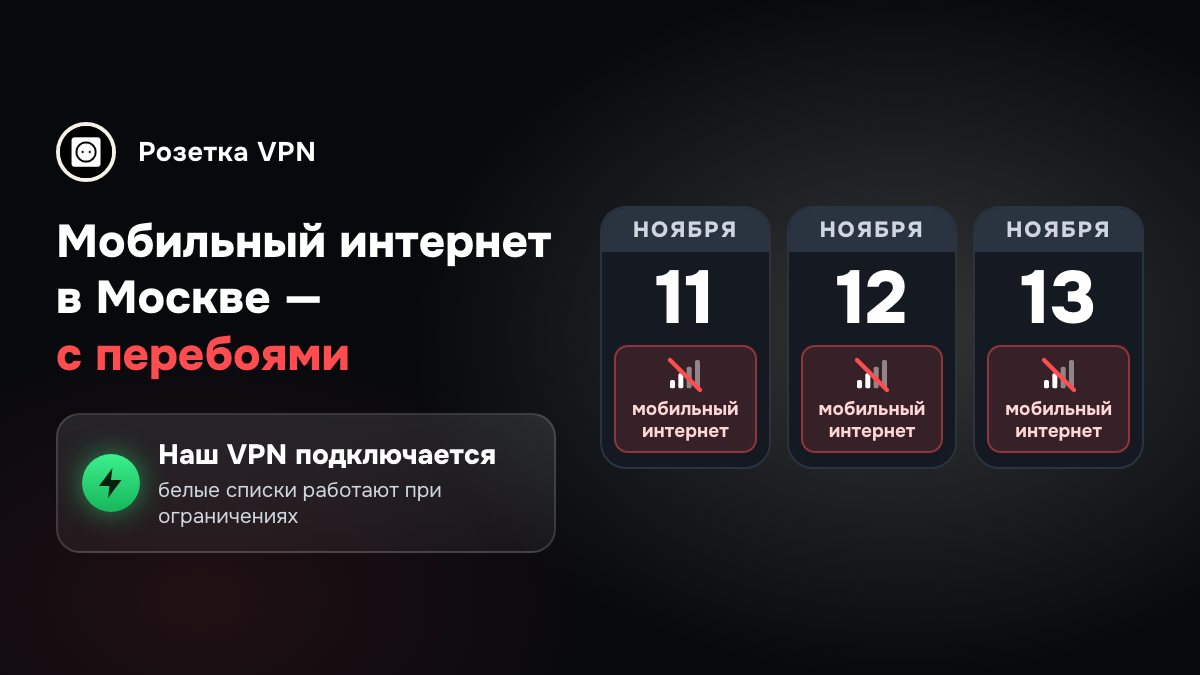 Розетка VPN
Мобильный интернет
в Москве —
с перебоями
Наш VPN подключается
белые списки работают при
ограничениях
НОЯБРЯ
11
мобильный
интернет
НОЯБРЯ
12
мобильный
интернет
НОЯБРЯ
13
мобильный
интернет